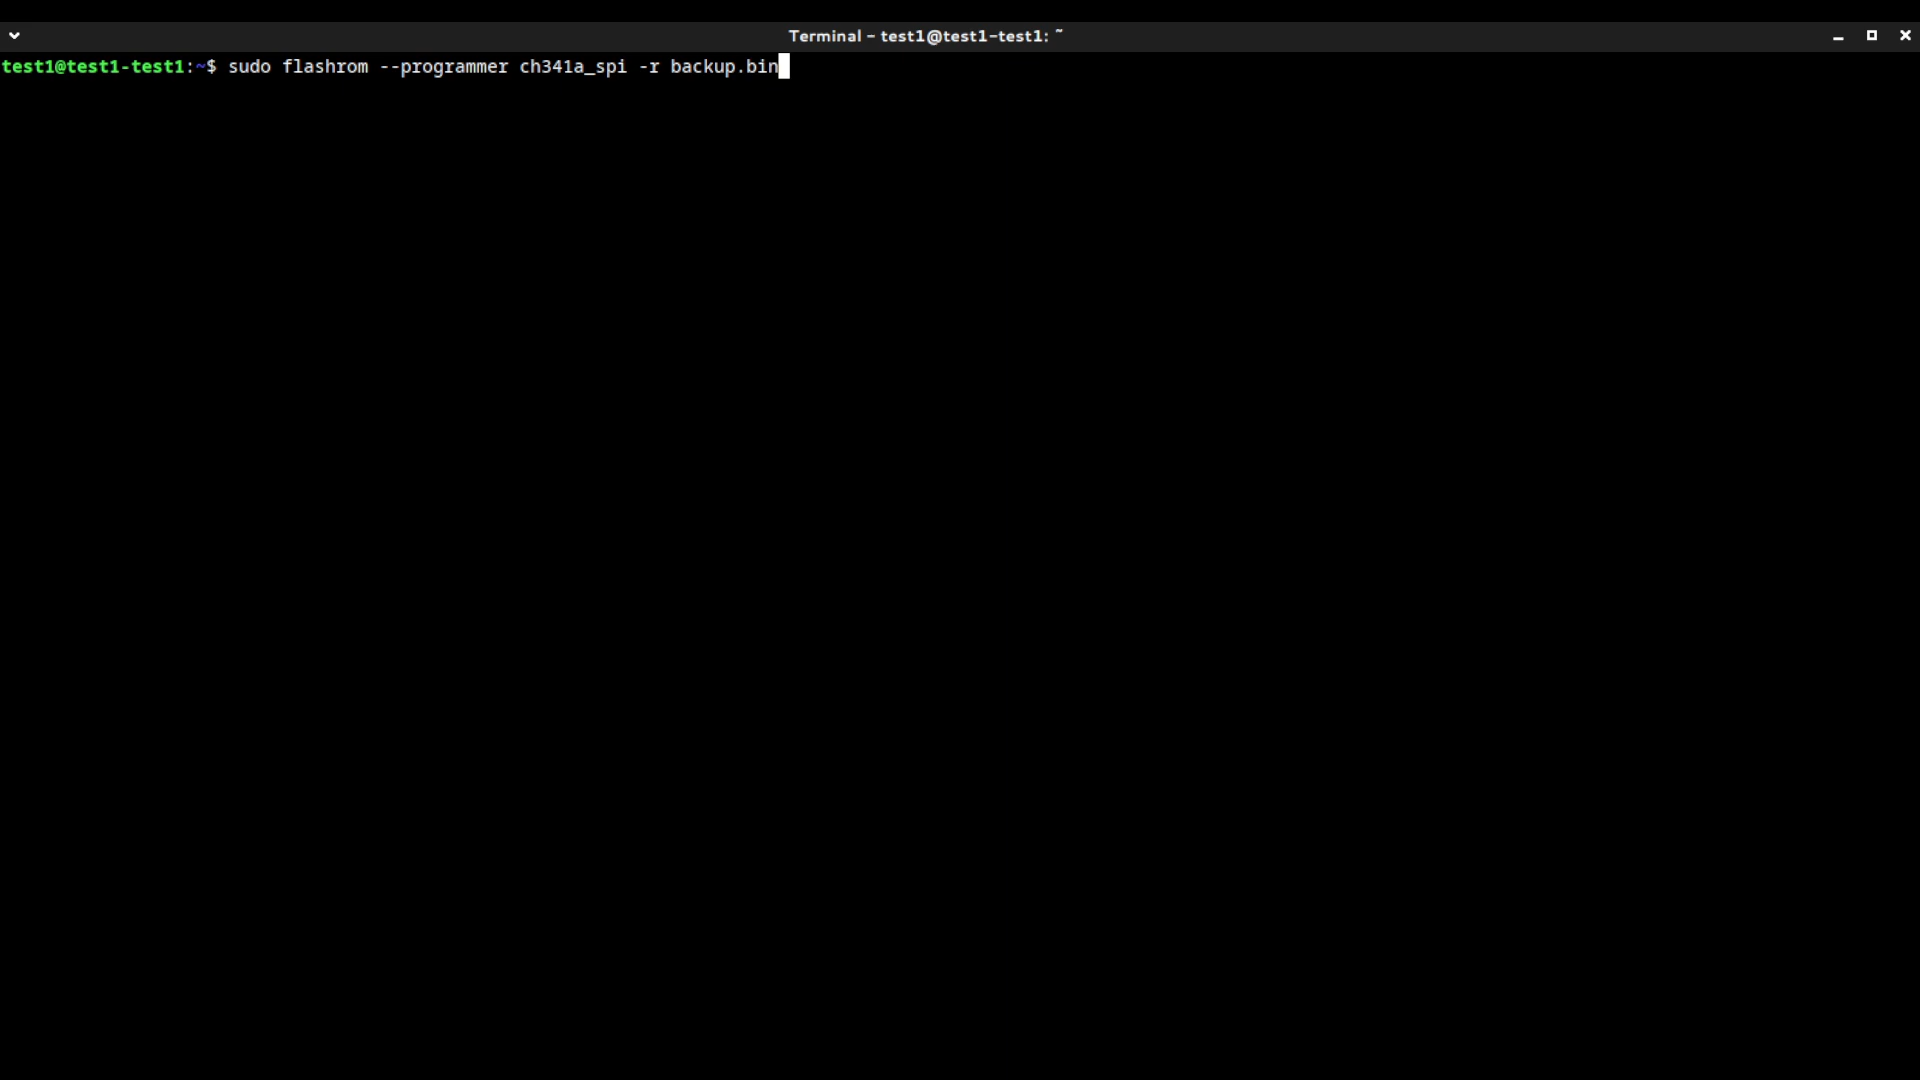 Terminal - test1@test1-test1: ~
test1@test1-test1:~$ sudo flashrom --programmer ch341a_spi -r backup.bin